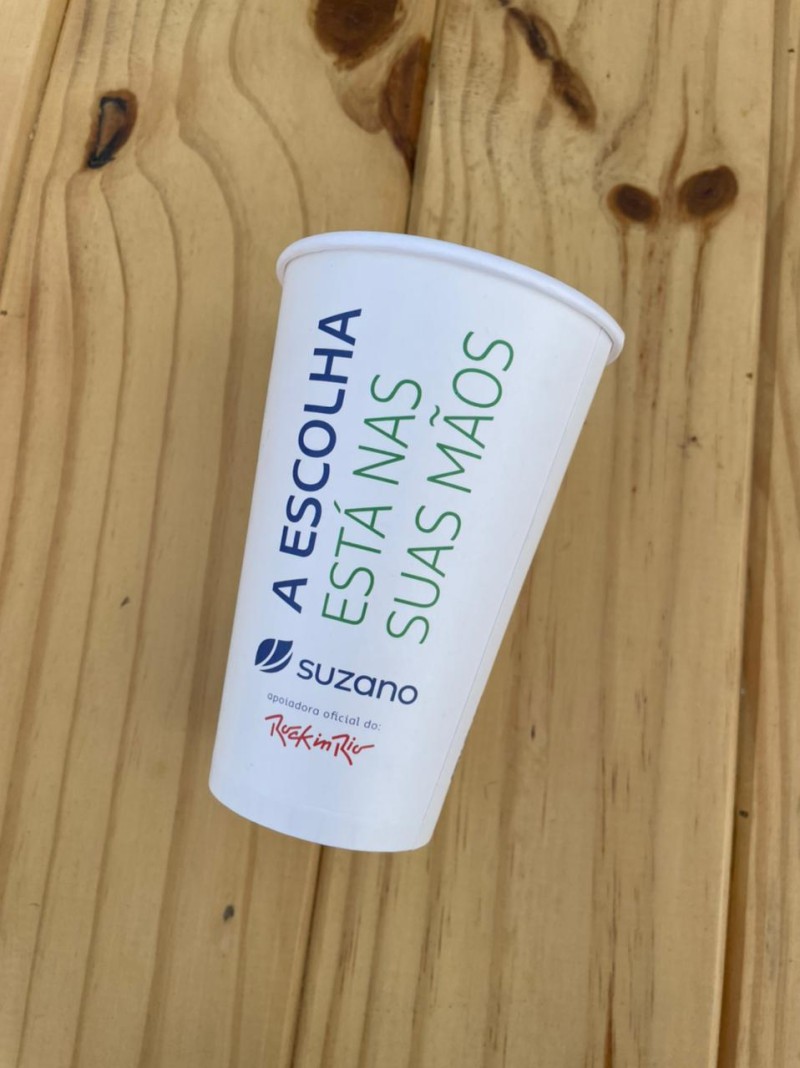 A ESCOLHA
ESTÁ NAS
SUAS MÃOS
suzano
apoiadora oficial do:
Rock in Rio